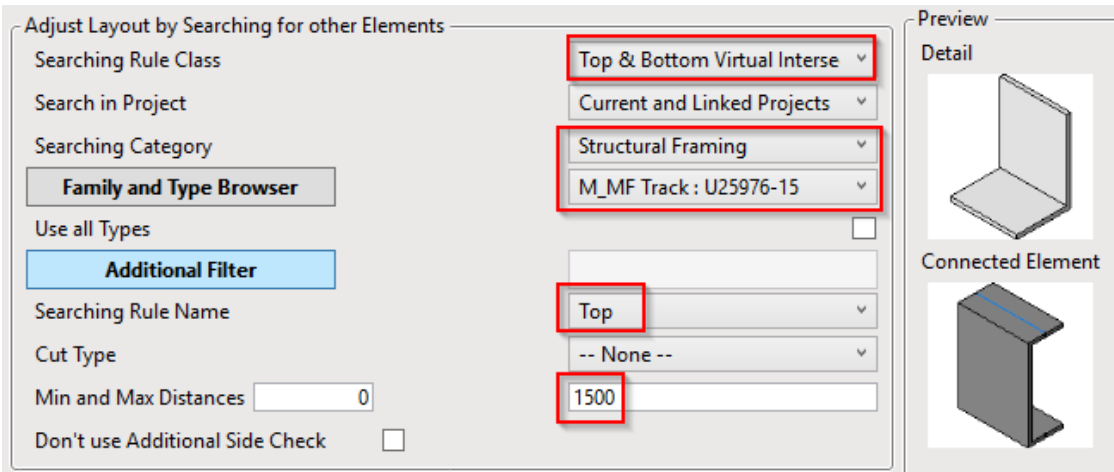 Adjust Layout by Searching for other Elements
Searching Rule Class
Top & Bottom Virtual Interse
Search in Project
Current and Linked Projects
Searching Category
Structural Framing
Family and Type Browser
M_MF Track : U25976-15
Use all Types
Additional Filter
Searching Rule Name
Top
Cut Type
-- None --
Min and Max Distances
0
1500
Don't use Additional Side Check
Preview
Detail
Connected Element